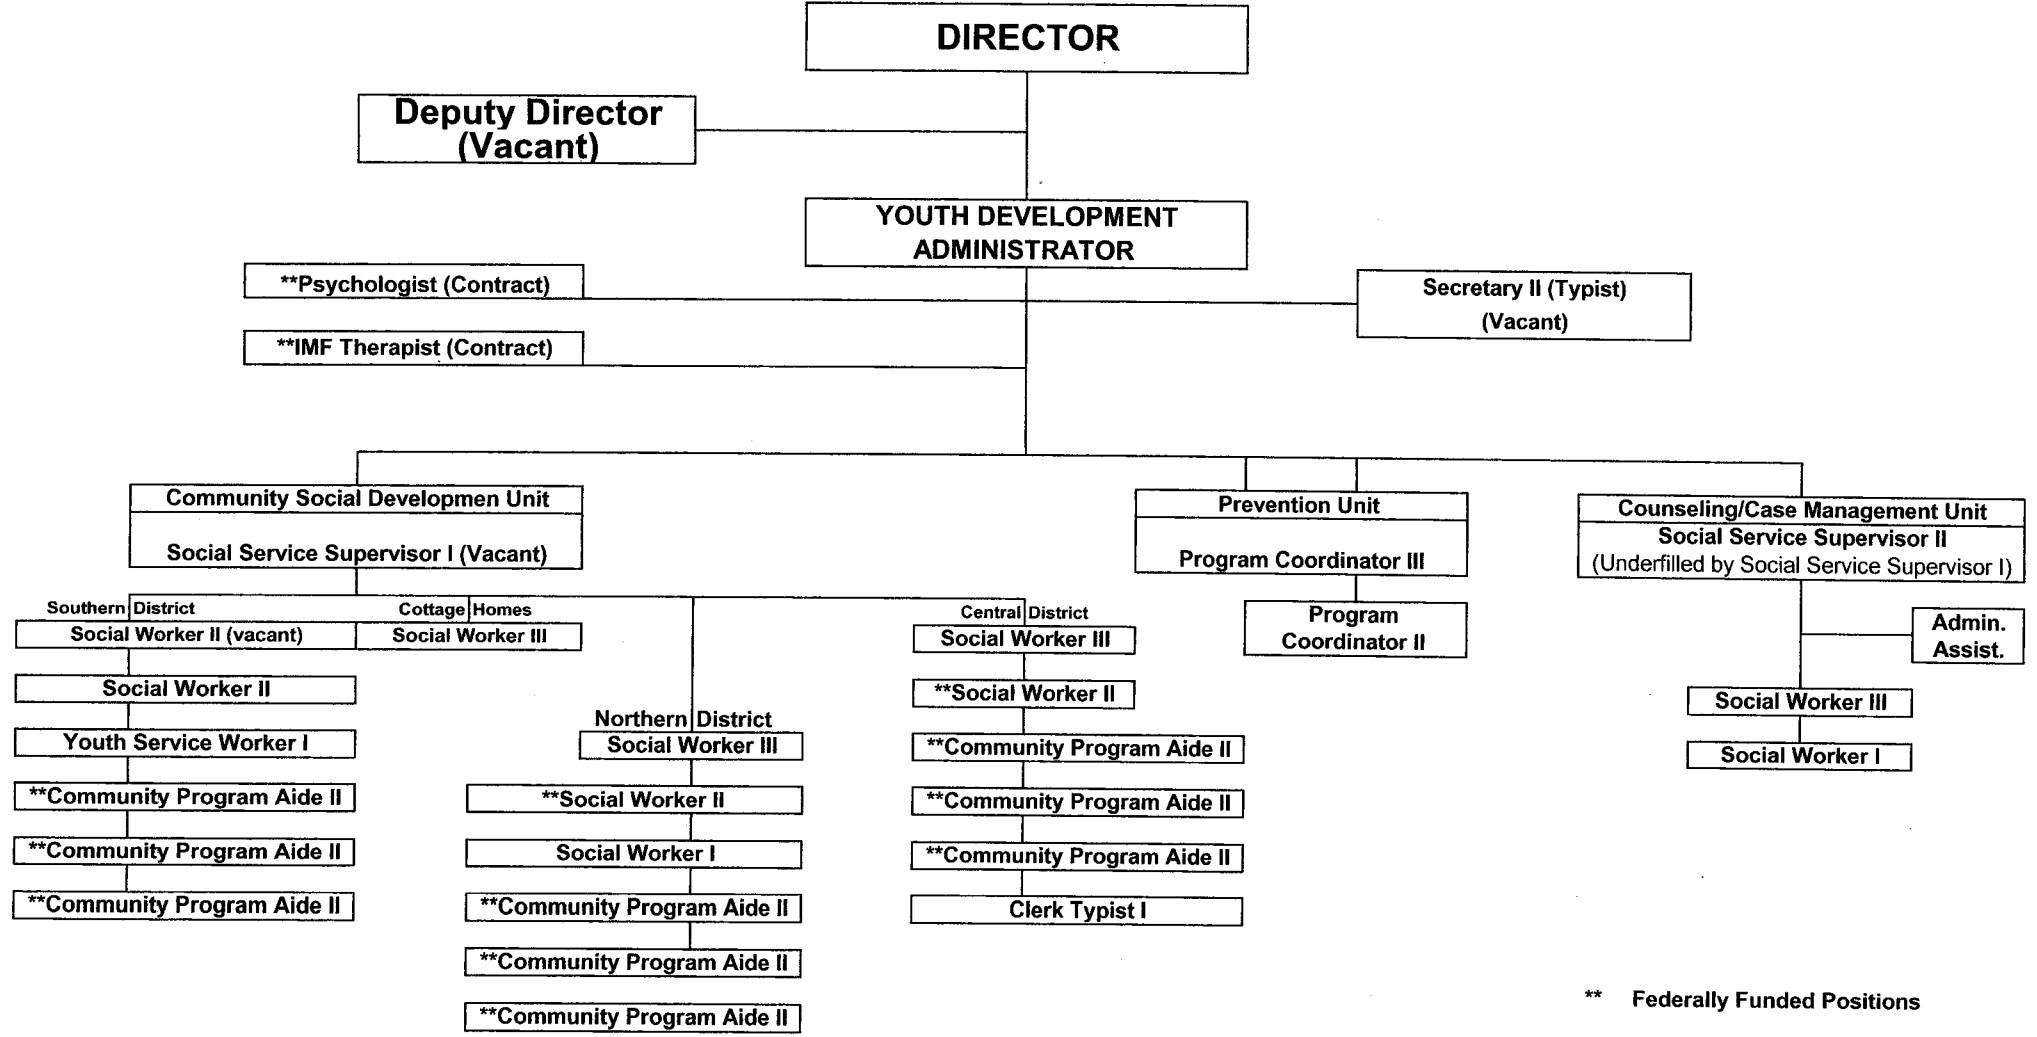 DIRECTOR
Deputy Director
(Vacant)
YOUTH DEVELOPMENT
ADMINISTRATOR
**Psychologist (Contract)
Secretary II (Typist)
(Vacant)
**IMF Therapist (Contract)
Community Social Developmen Unit
Social Service Supervisor I (Vacant)
Prevention Unit
Program Coordinator III
Program
Coordinator II
Counseling/Case Management Unit
Social Service Supervisor II
(Underfilled by Social Service Supervisor I)
Admin.
Assist.
Social Worker III
Social Worker I
Southern District
Social Worker II (vacant)
Social Worker II
Youth Service Worker I
**Community Program Aide II
**Community Program Aide II
**Community Program Aide II
Cottage Homes
Social Worker III
Northern District
Social Worker III
**Social Worker II
Social Worker I
**Community Program Aide II
**Community Program Aide II
**Community Program Aide II
Central District
Social Worker III
**Social Worker II
**Community Program Aide II
**Community Program Aide II
**Community Program Aide II
Clerk Typist I
** Federally Funded Positions